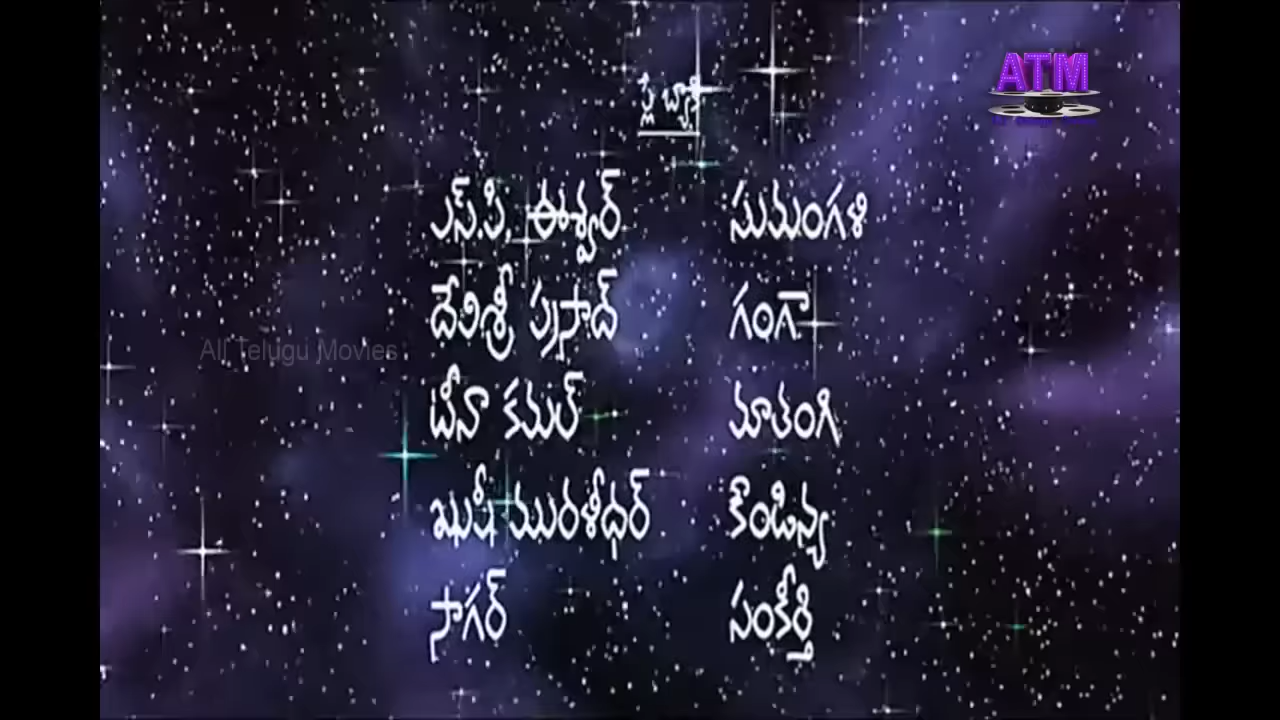 ATM
ప్లే బ్యాక్
ఎస్.పి. ఈశ్వర్ సుమంగళి
దేవిశ్రీ ప్రసాద్ గంగా
టీనా కమల్ మాతంగి
ఖుషీ మురళీధర్ కౌండిన్య
సాగర్ సంకీర్తి
All Telugu Movies